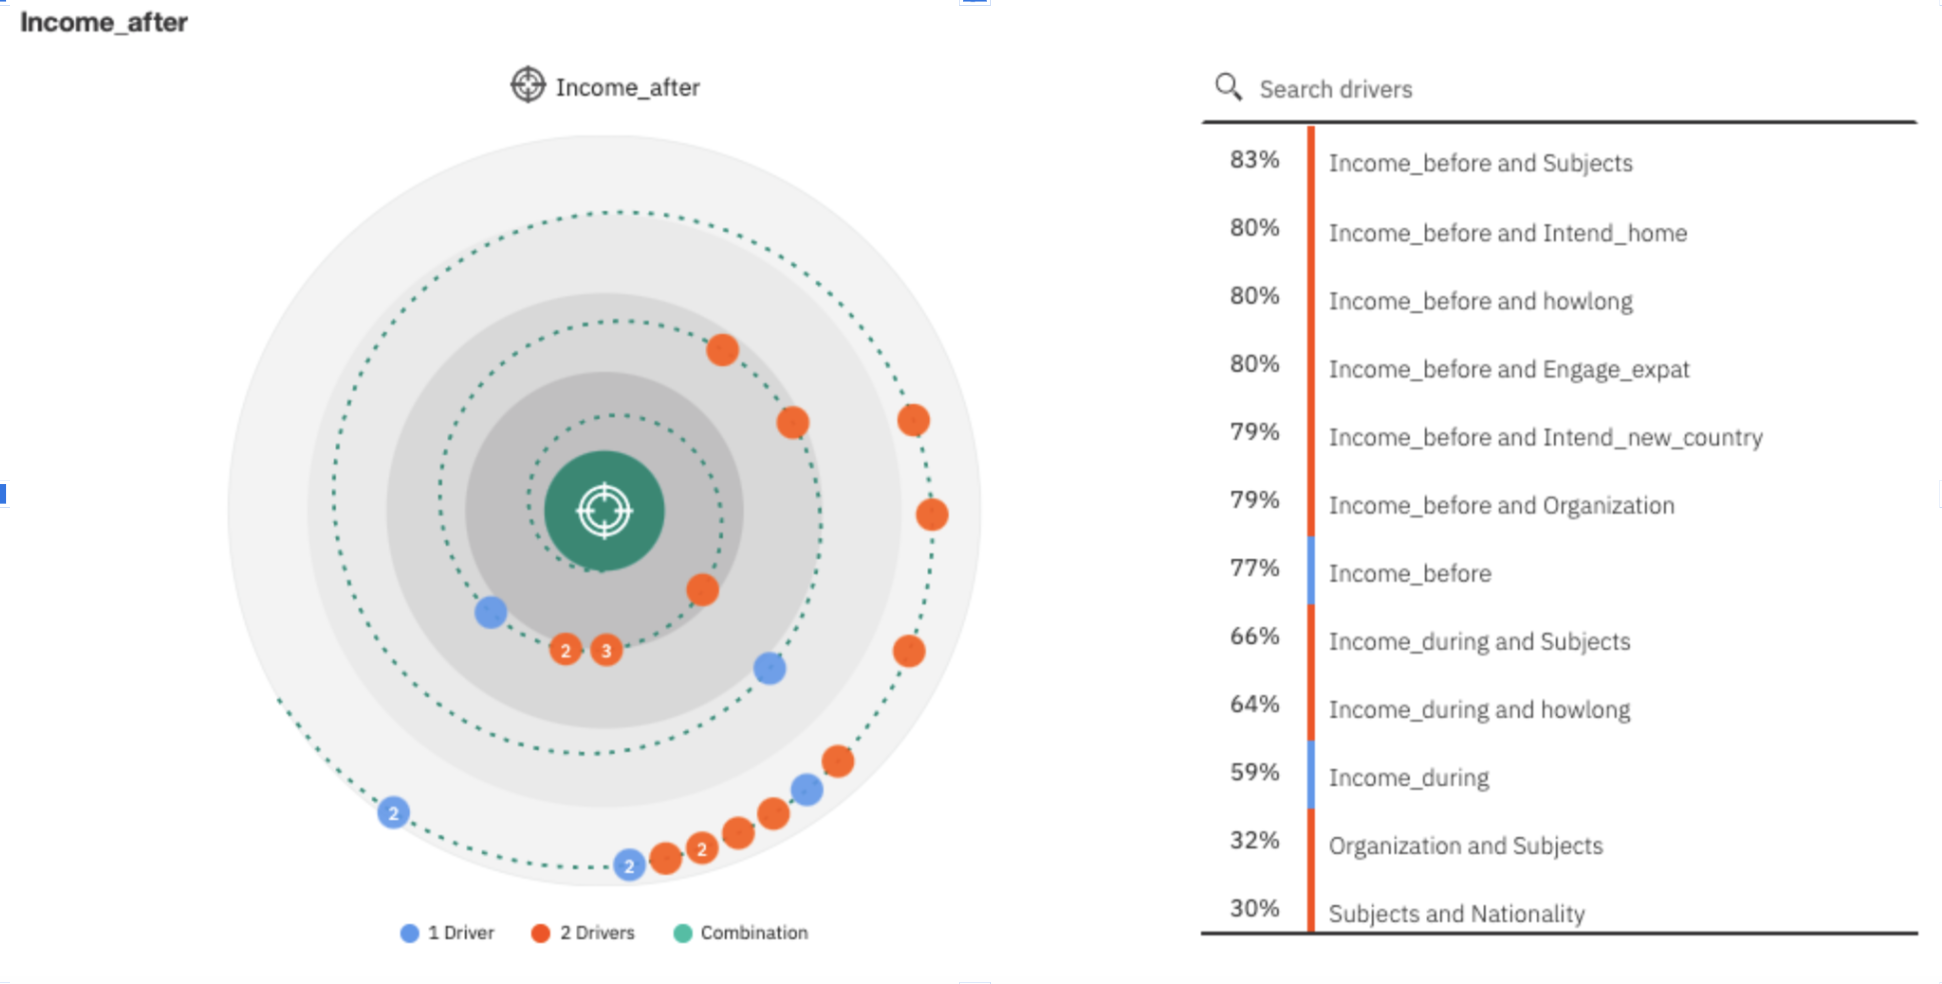 Income_after
Income_after
2
3
2
2
2
1 Driver
2 Drivers
Combination
Search drivers
83% Income_before and Subjects
80% Income_before and Intend_home
80% Income_before and howlong
80% Income_before and Engage_expat
79% Income_before and Intend_new_country
79% Income_before and Organization
77% Income_before
66% Income_during and Subjects
64% Income_during and howlong
59% Income_during
32% Organization and Subjects
30% Subjects and Nationality